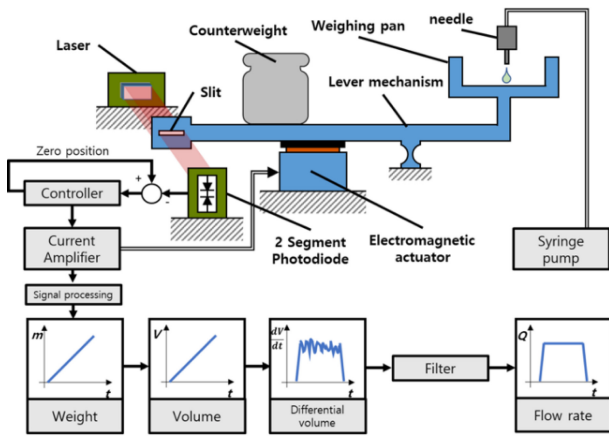 needle
Counterweight
Weighing pan
Laser
Slit
Lever mechanism
Zero position
+
-
Controller
2 Segment
Photodiode
Electromagnetic
actuator
Syringe
pump
Current
Amplifier
Signal processing
m
t
Weight
V
t
Volume
dV
dt
t
Differential
volume
Filter
Q
t
Flow rate